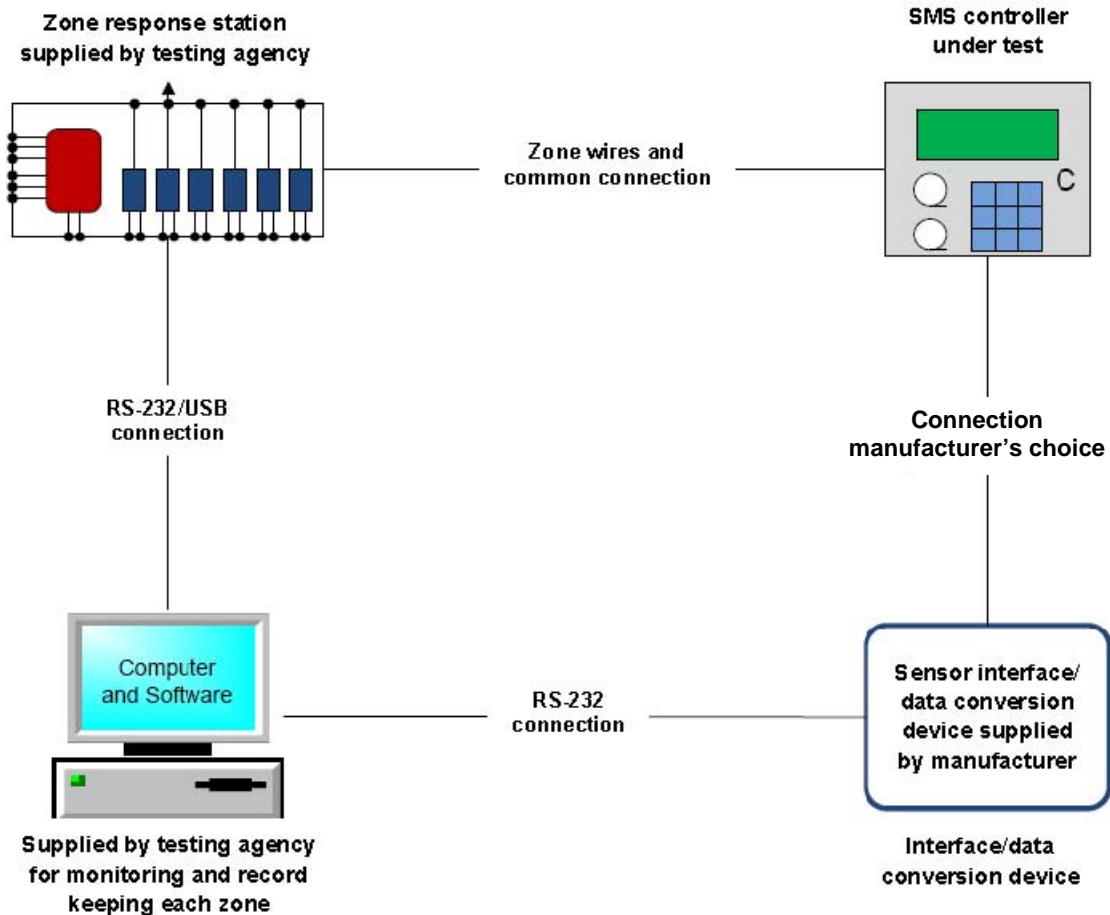 Zone response station
supplied by testing agency
SMS controller
under test
Zone wires and
common connection
C
RS-232/USB
connection
Connection
manufacturer’s choice
Computer
and Software
RS-232
connection
Sensor interface/
data conversion
device supplied
by manufacturer
Supplied by testing agency
for monitoring and record
keeping each zone
Interface/data
conversion device